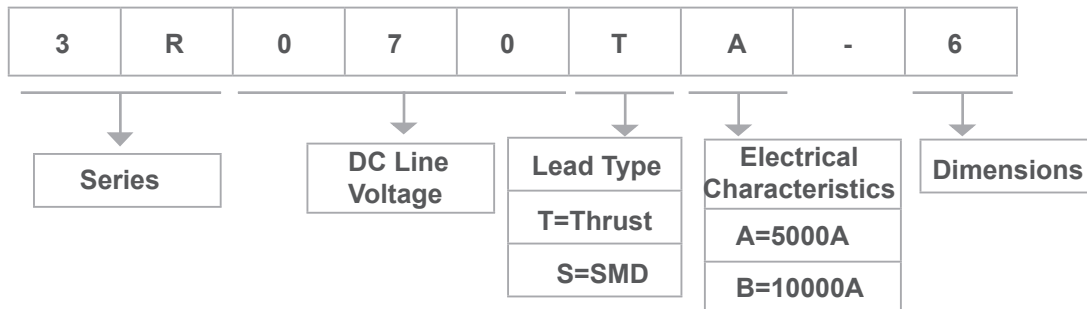 3 R 0 7 0 T A - 6
Series
DC Line
Voltage
Lead Type
T=Thrust
S=SMD
Electrical
Characteristics
A=5000A
B=10000A
Dimensions